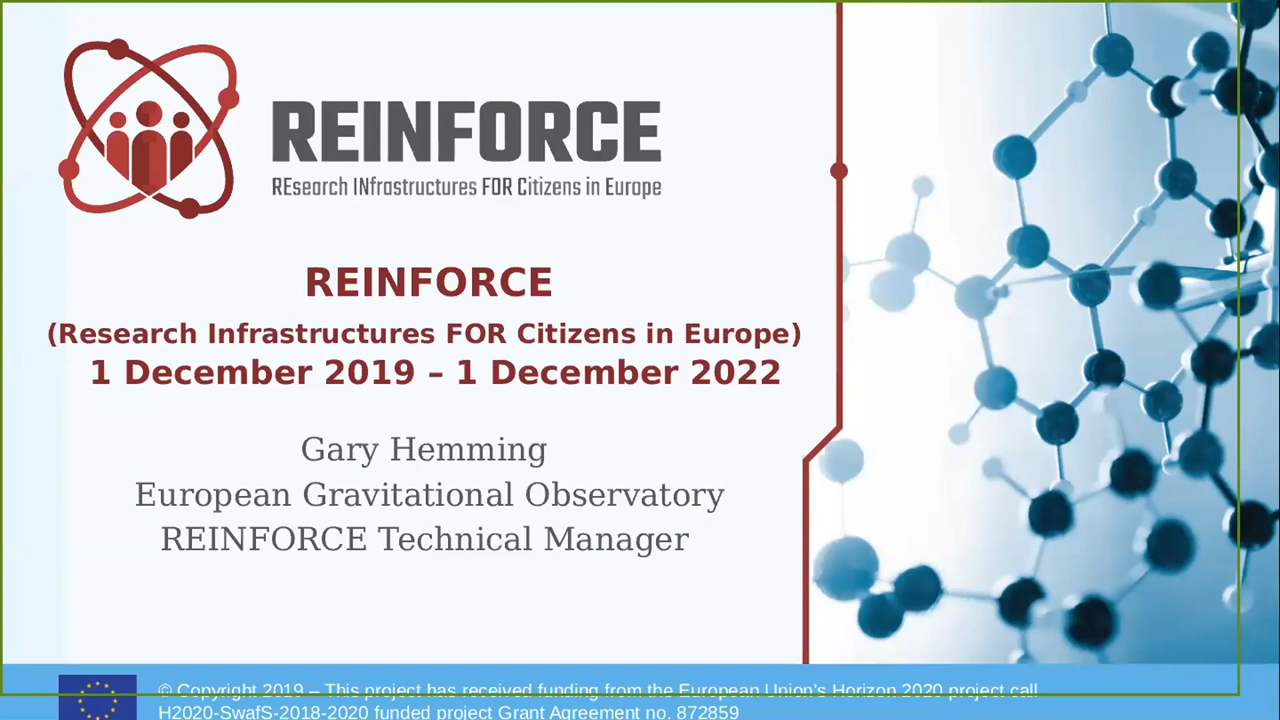 REINFORCE
REsearch INfrastructures FOR Citizens in Europe
REINFORCE
(Research Infrastructures FOR Citizens in Europe)
1 December 2019 – 1 December 2022
Gary Hemming
European Gravitational Observatory
REINFORCE Technical Manager
© Copyright 2019 – This project has received funding from the European Union's Horizon 2020 project call
H2020-SwafS-2018-2020 funded project Grant Agreement no. 872859